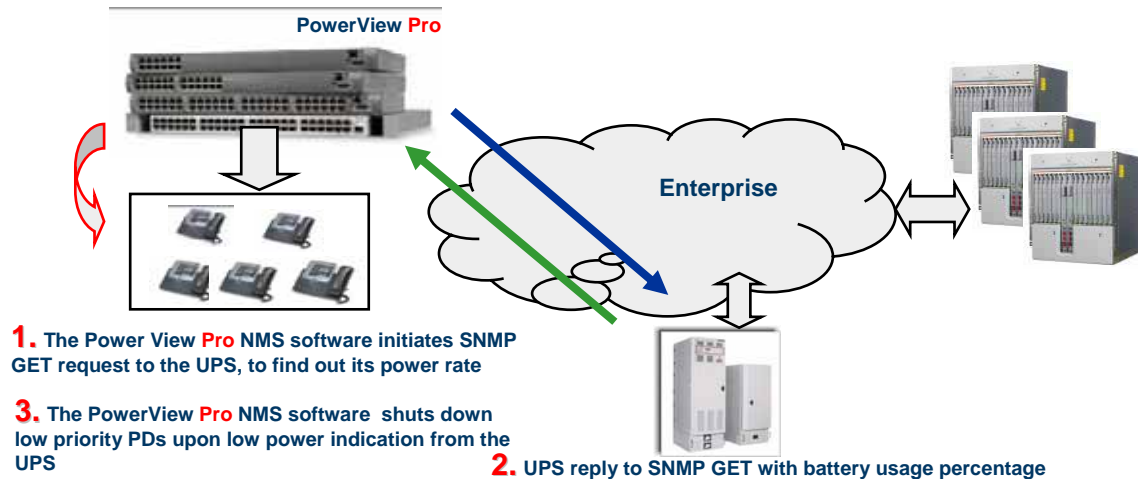 PowerView Pro
Enterprise
1. The Power View Pro NMS software initiates SNMP
GET request to the UPS, to find out its power rate
3. The PowerView Pro NMS software  shuts down
low priority PDs upon low power indication from the
UPS
2. UPS reply to SNMP GET with battery usage percentage